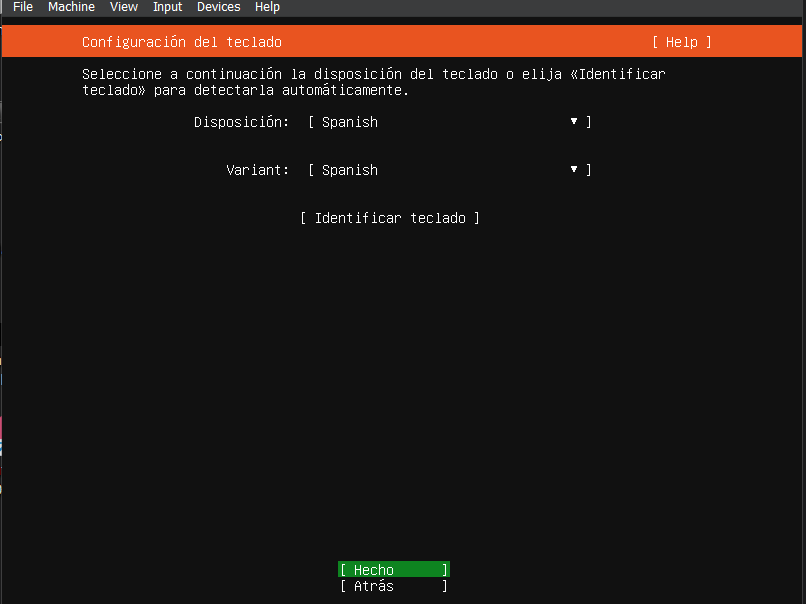 File Machine View Input Devices Help
Configuración del teclado [ Help ]
Seleccione a continuación la disposición del teclado o elija «Identificar
teclado» para detectarla automáticamente.
Disposición: [ Spanish ▾ ]
Variant: [ Spanish ▾ ]
[ Identificar teclado ]
[ Hecho ]
[ Atrás ]